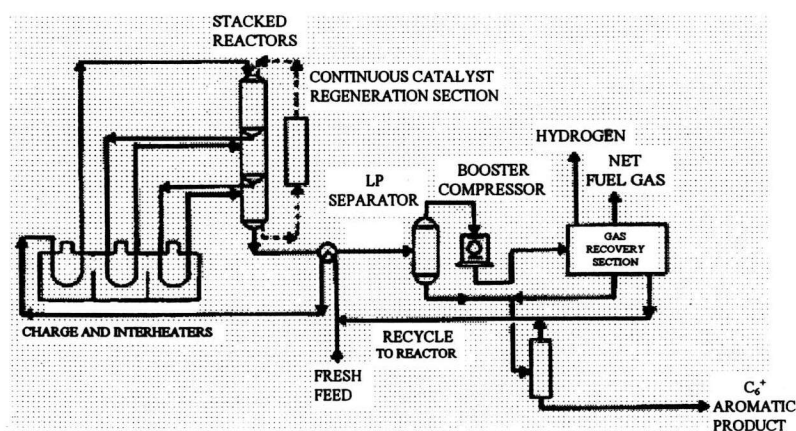 STACKED
REACTORS
CONTINUOUS CATALYST
REGENERATION SECTION
HYDROGEN
NET
FUEL GAS
LP
SEPARATOR
BOOSTER
COMPRESSOR
GAS
RECOVERY
SECTION
CHARGE AND INTERHEATERS
RECYCLE
TO REACTOR
FRESH
FEED
C₆⁺
AROMATIC
PRODUCT